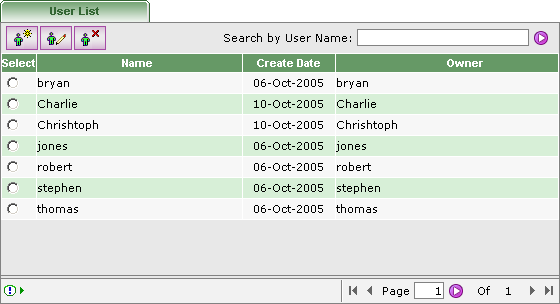 User List
Search by User Name:
Select Name Create Date Owner
bryan 06-Oct-2005 bryan
Charlie 10-Oct-2005 Charlie
Chrishtoph 10-Oct-2005 Chrishtoph
jones 06-Oct-2005 jones
robert 06-Oct-2005 robert
stephen 06-Oct-2005 stephen
thomas 06-Oct-2005 thomas
Page 1 Of 1